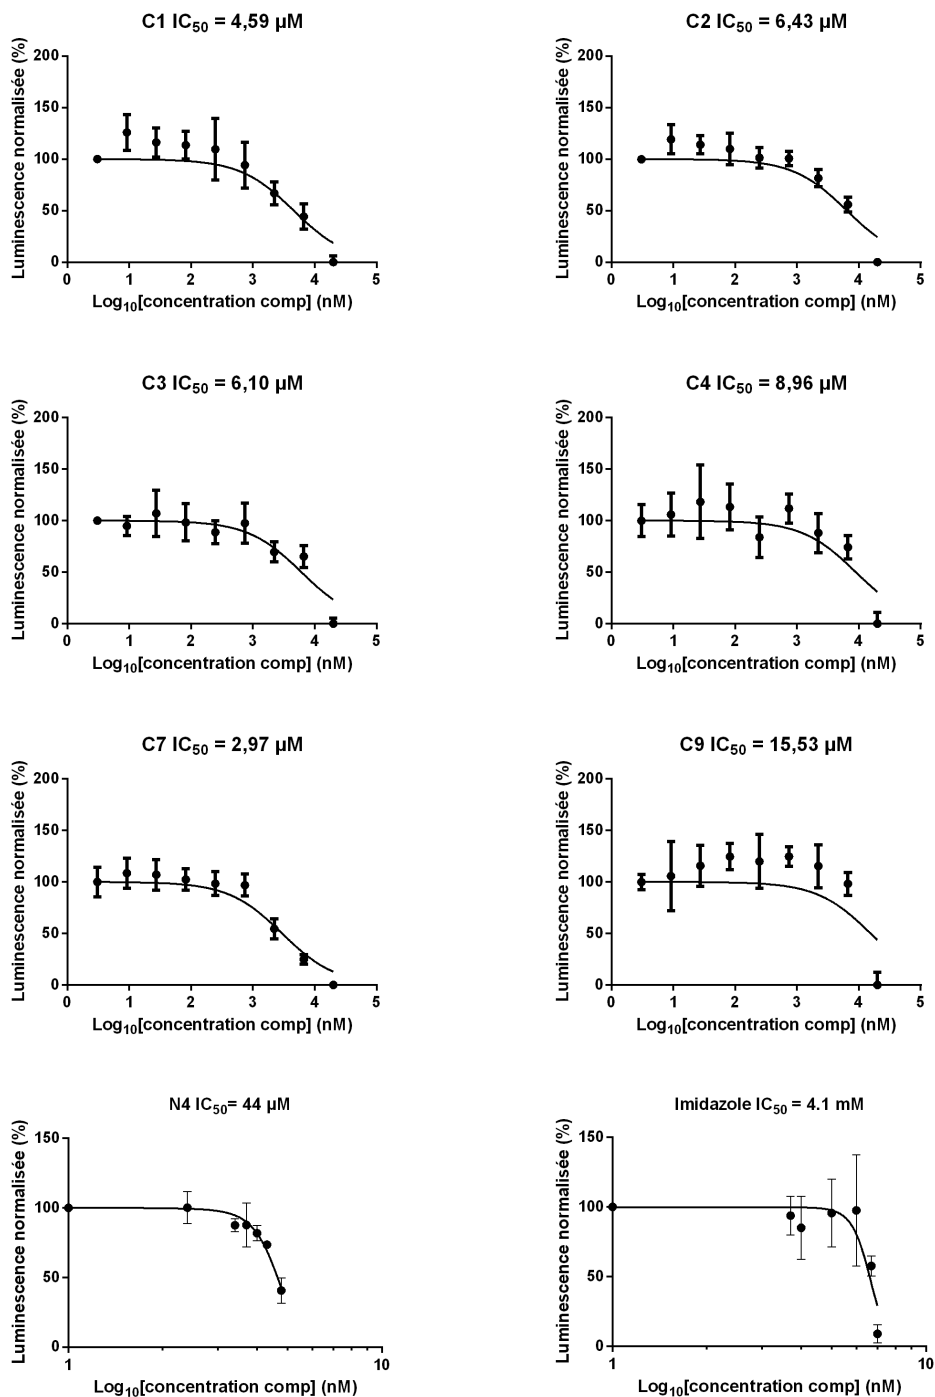 C1 IC50 = 4,59 µM
Luminescence normalisée (%)
200
150
100
50
0
0 1 2 3 4 5
Log10[concentration comp] (nM)
C2 IC50 = 6,43 µM
Luminescence normalisée (%)
200
150
100
50
0
0 1 2 3 4 5
Log10[concentration comp] (nM)
C3 IC50 = 6,10 µM
Luminescence normalisée (%)
200
150
100
50
0
0 1 2 3 4 5
Log10[concentration comp] (nM)
C4 IC50 = 8,96 µM
Luminescence normalisée (%)
200
150
100
50
0
0 1 2 3 4 5
Log10[concentration comp] (nM)
C7 IC50 = 2,97 µM
Luminescence normalisée (%)
200
150
100
50
0
0 1 2 3 4 5
Log10[concentration comp] (nM)
C9 IC50 = 15,53 µM
Luminescence normalisée (%)
200
150
100
50
0
0 1 2 3 4 5
Log10[concentration comp] (nM)
N4 IC50= 44 µM
Luminescence normalisée (%)
150
100
50
0
1 10
Log10[concentration comp] (nM)
Imidazole IC50 = 4.1 mM
Luminescence normalisée (%)
150
100
50
0
1 10
Log10[concentration comp] (nM)